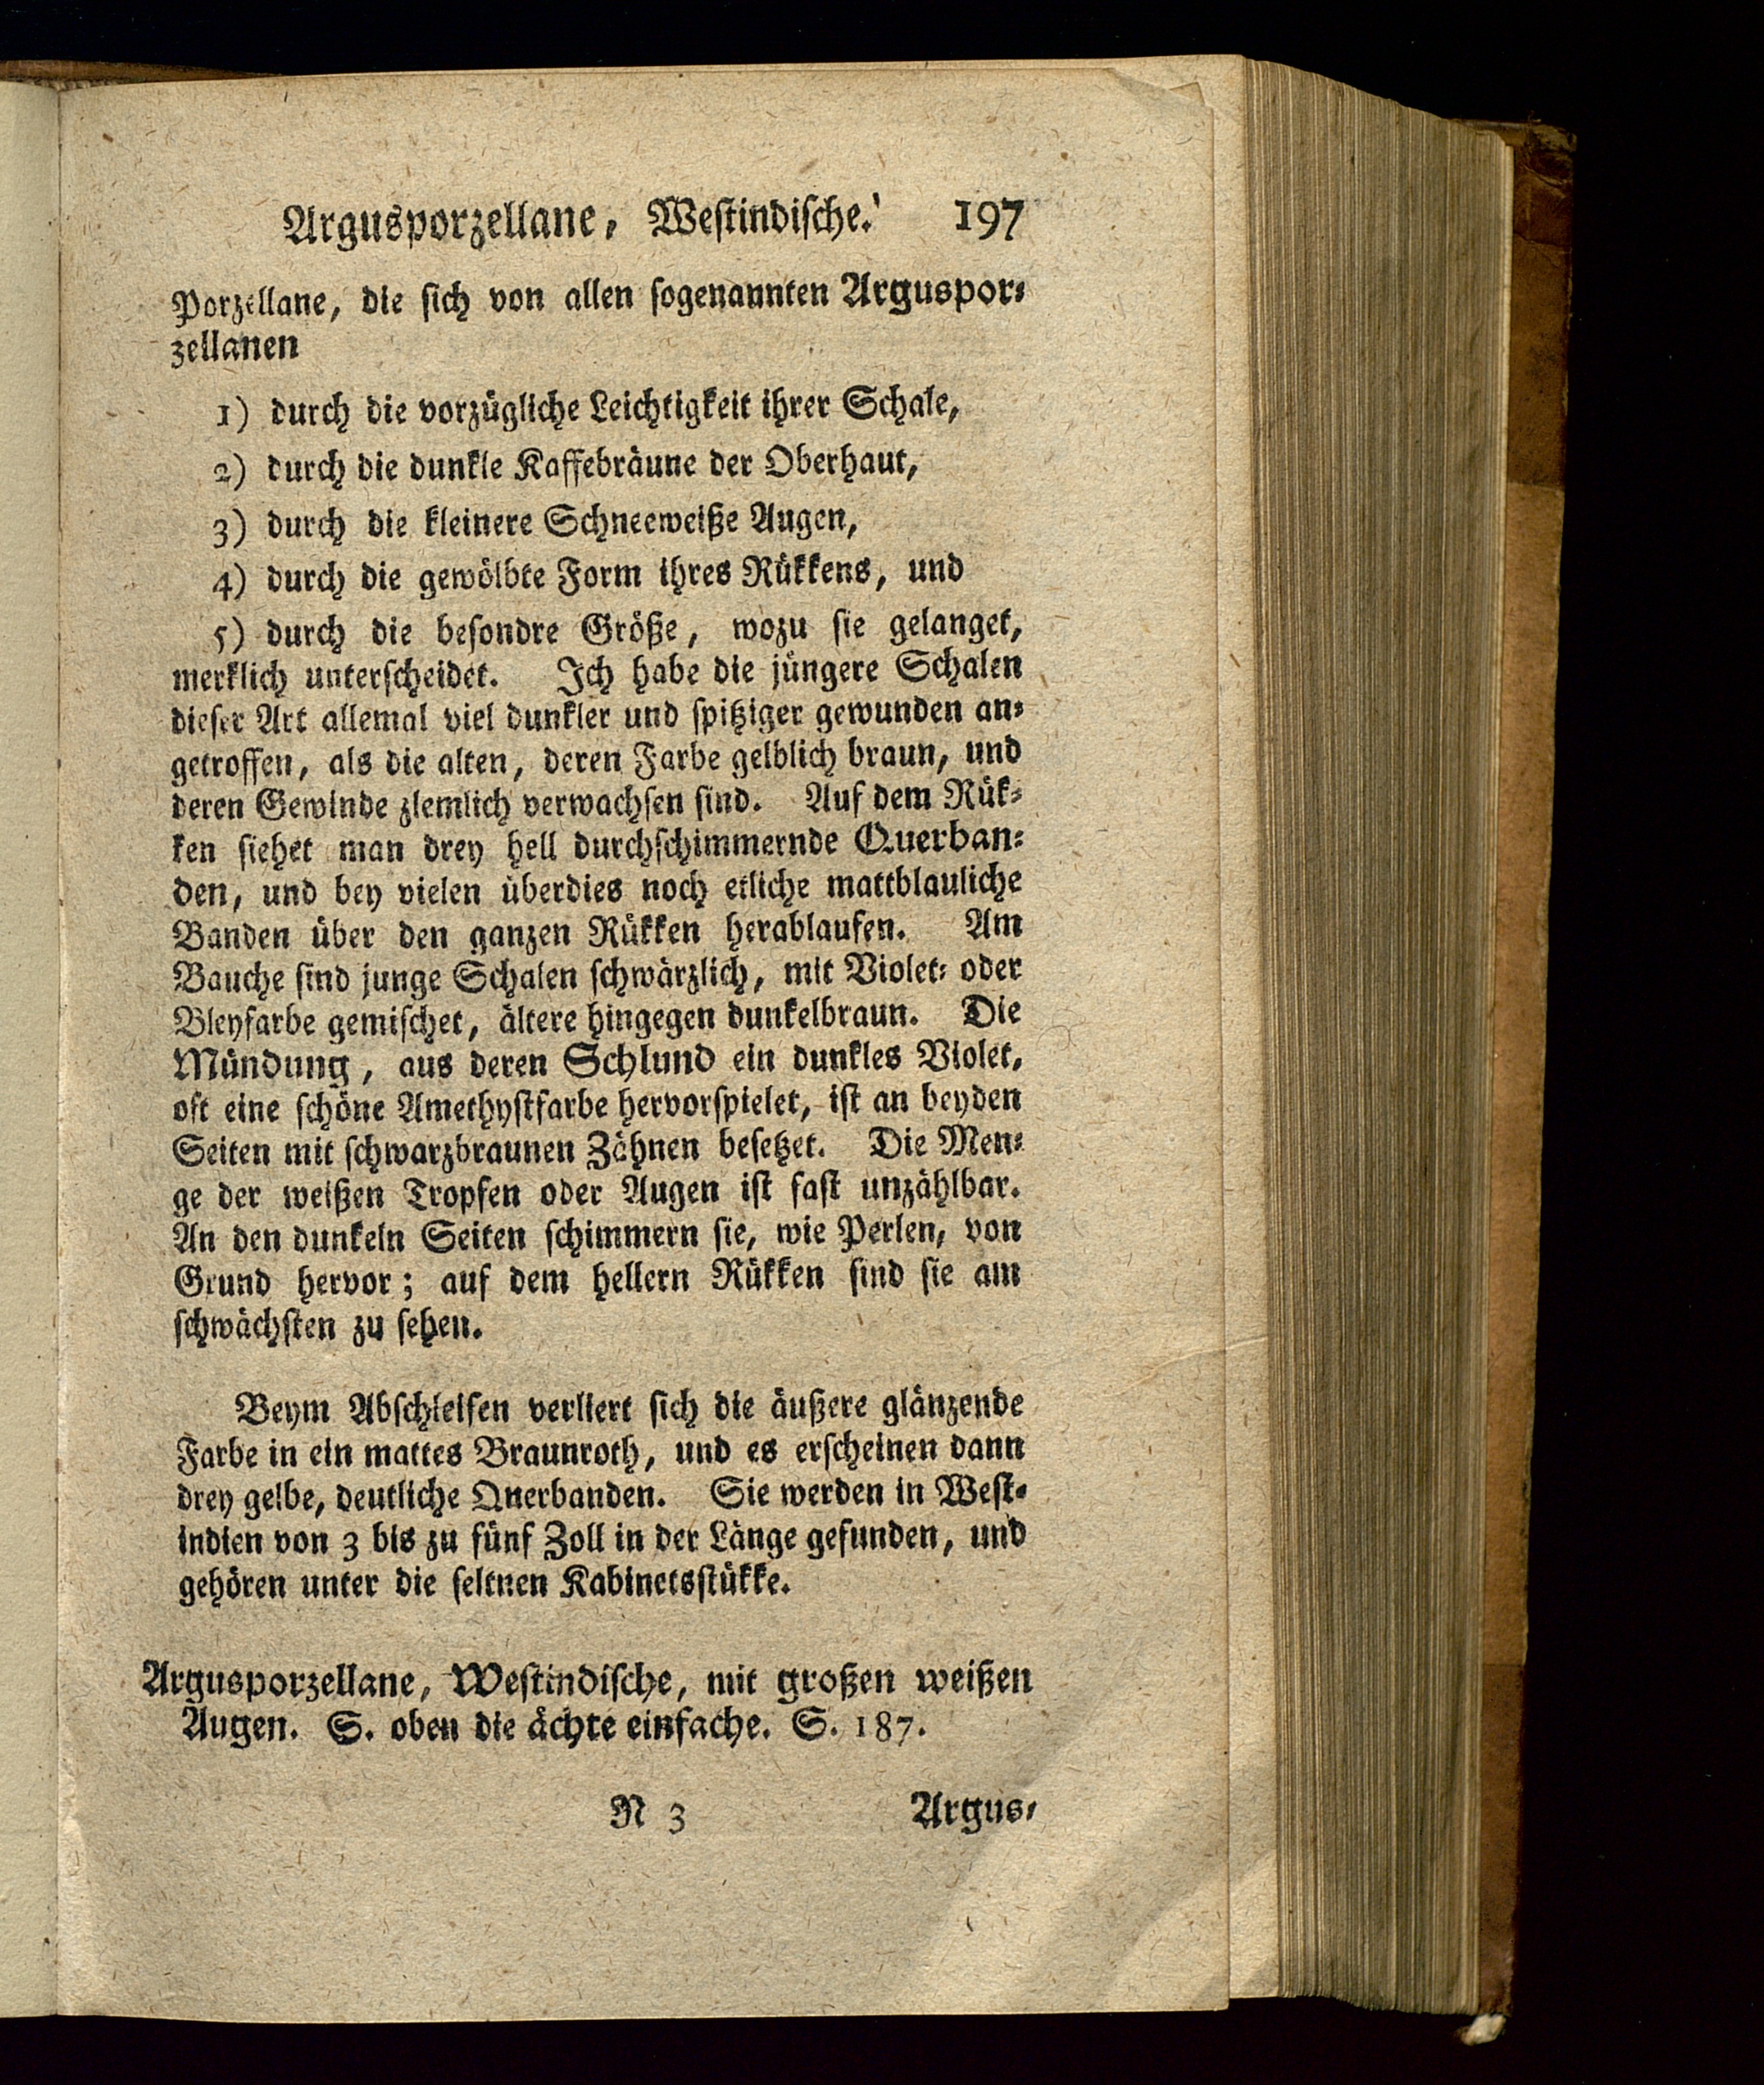 Argusporzellane, Westindische. 197
Porzellane, die sich von allen sogenannten Arguspor-
zellanen
1) durch die vorzügliche Leichtigkeit ihrer Schale,
2) durch die dunkle Kaffebräune der Oberhaut,
3) durch die kleinere Schneeweiße Augen,
4) durch die gewölbte Form ihres Rükkens, und
5) durch die besondre Größe, wozu sie gelanget,
merklich unterscheidet. Ich habe die jüngere Schalen
dieser Art allemal viel dunkler und spitziger gewunden an-
getroffen, als die alten, deren Farbe gelblich braun, und
deren Gewinde ziemlich verwachsen sind. Auf dem Rük-
ken siehet man drey hell durchschimmernde Querban-
den, und bey vielen überdies noch etliche mattblauliche
Banden über den ganzen Rükken herablaufen. Am
Bauche sind junge Schalen schwärzlich, mit Violet- oder
Bleyfarbe gemischet, ältere hingegen dunkelbraun. Die
Mündung, aus deren Schlund ein dunkles Violet,
oft eine schöne Amethystfarbe hervorspielet, ist an beyden
Seiten mit schwarzbraunen Zähnen besetzet. Die Men-
ge der weißen Tropfen oder Augen ist fast unzählbar.
An den dunkeln Seiten schimmern sie, wie Perlen, von
Grund hervor; auf dem hellern Rükken sind sie am
schwächsten zu sehen.
Beym Abschleifen verliert sich die äußere glänzende
Farbe in ein mattes Braunroth, und es erscheinen dann
drey gelbe, deutliche Qnerbanden. Sie werden in West-
indien von 3 bis zu fünf Zoll in der Länge gefunden, und
gehören unter die seltnen Kabinetsstükke.
Argusporzellane, Westindische, mit großen weißen
Augen. S. oben die ächte einfache. S. 187.
N 3 Argus-